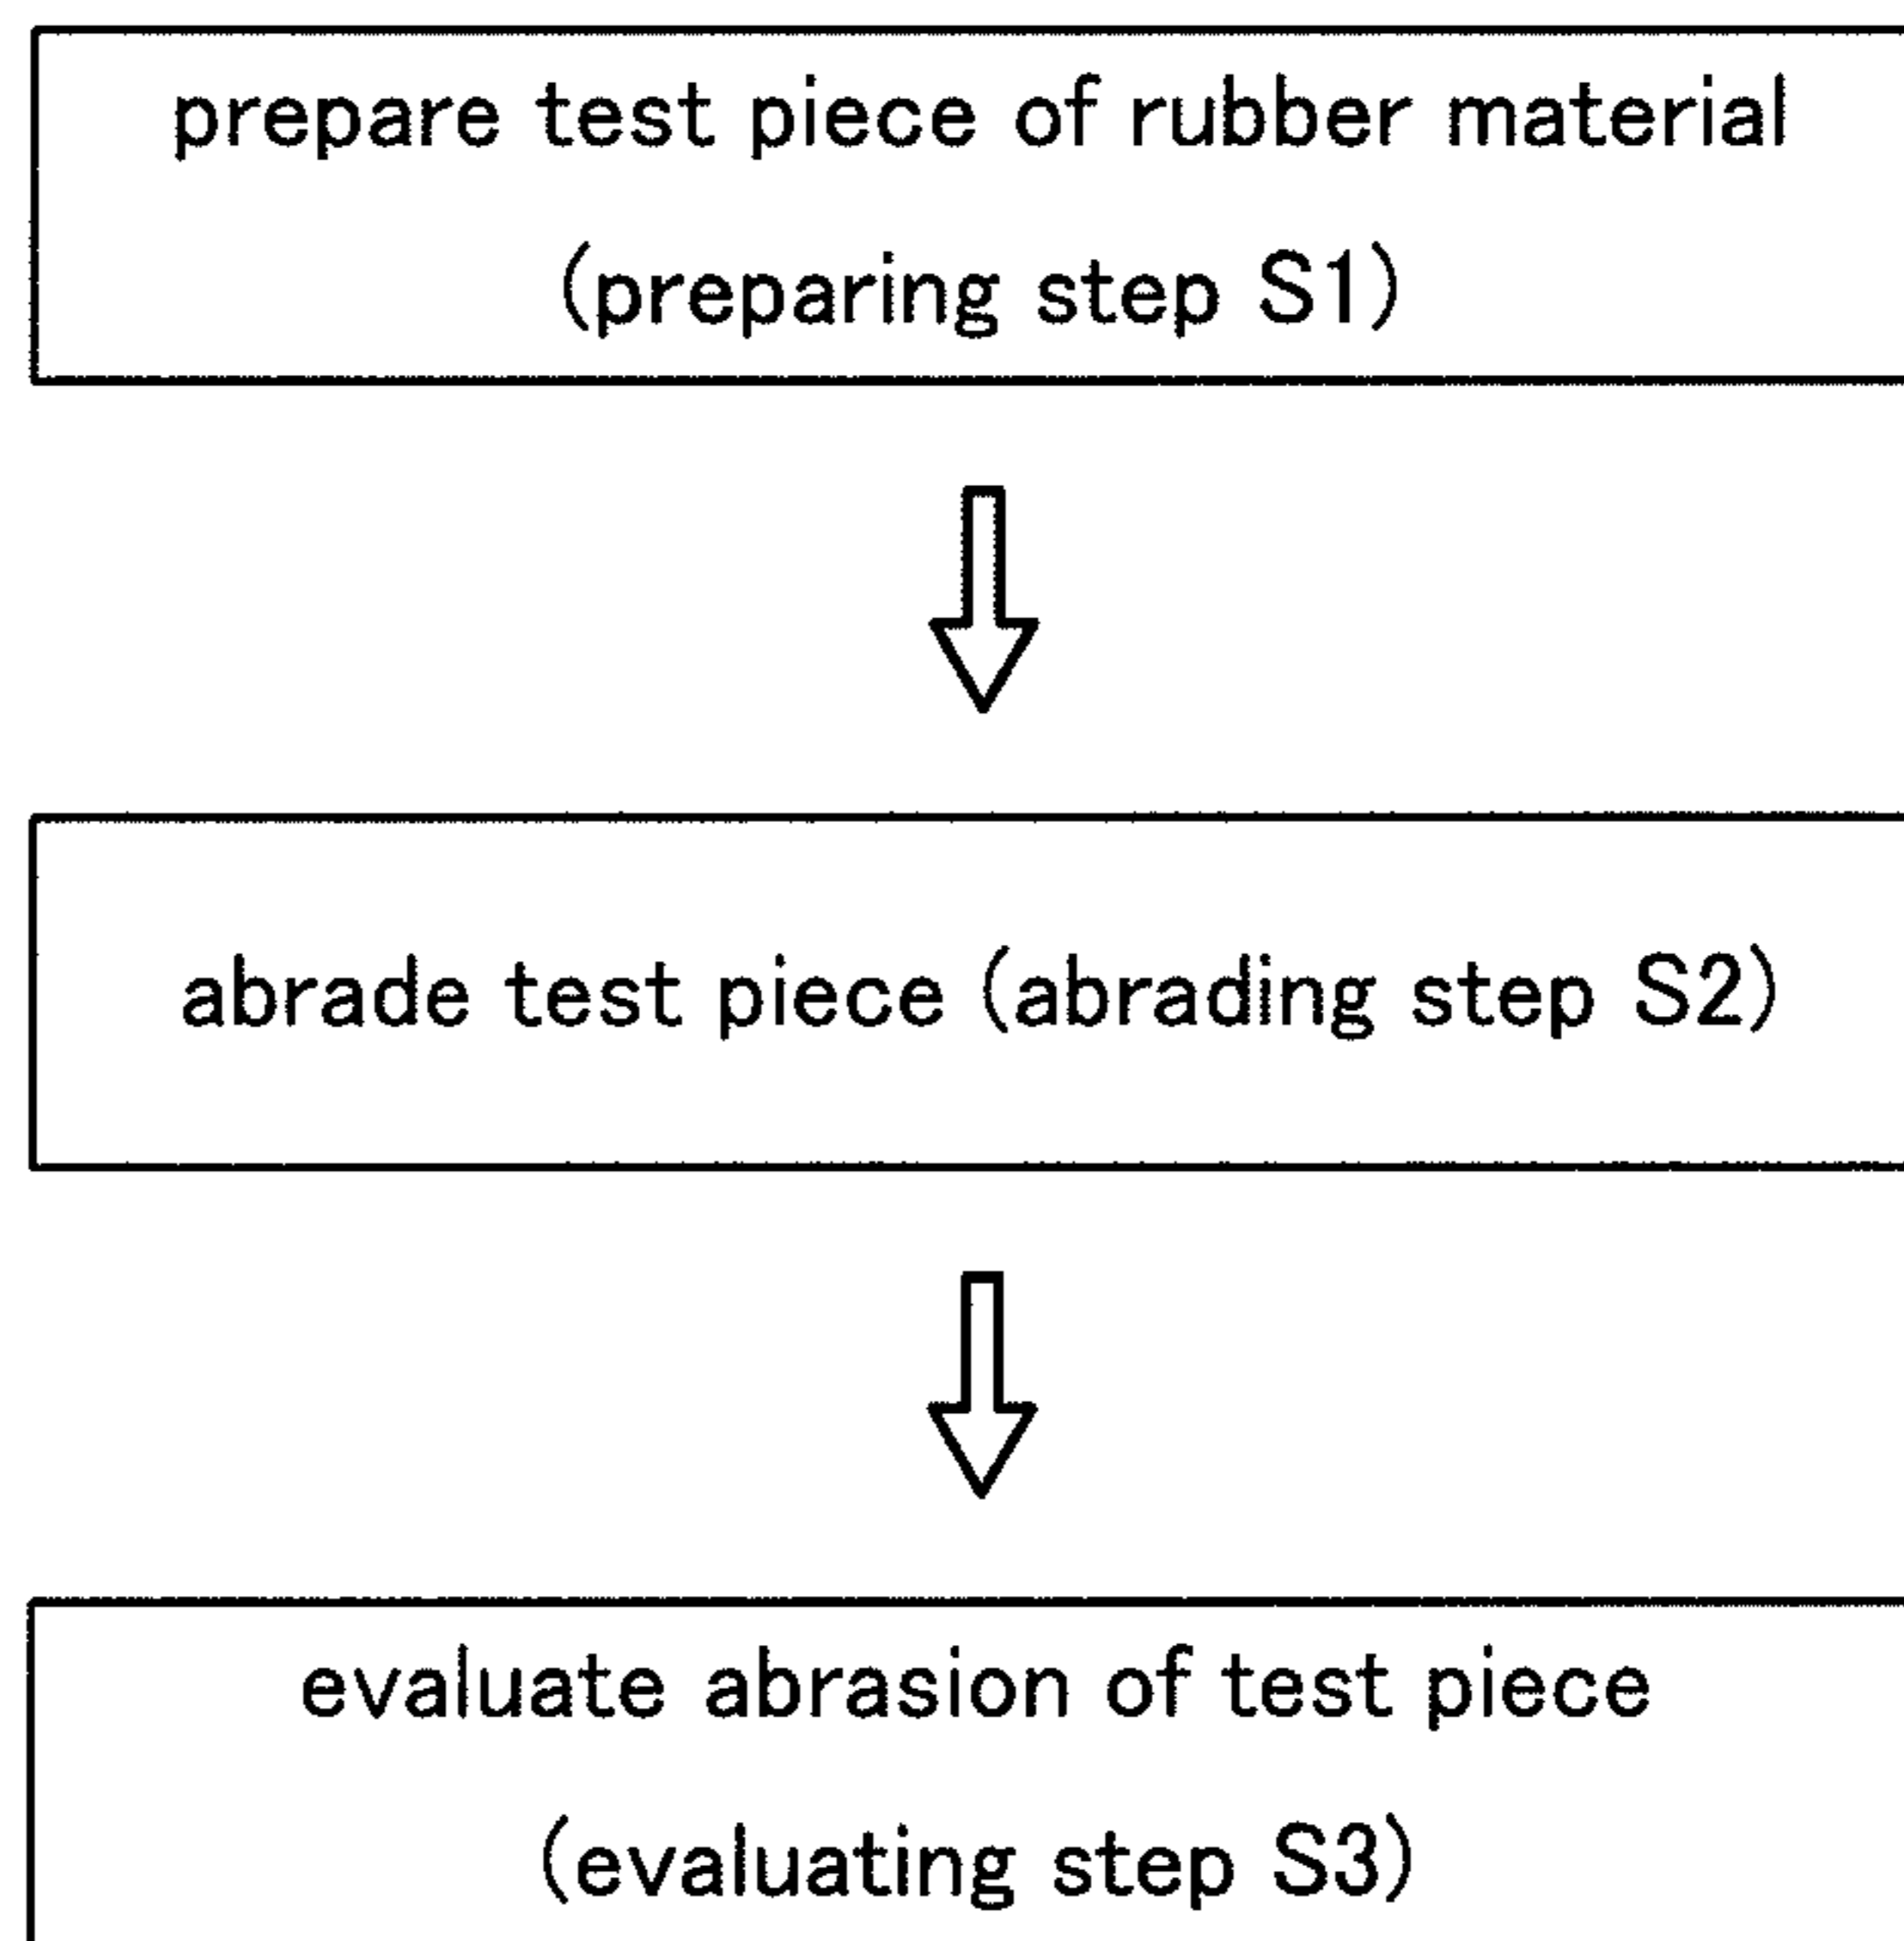 prepare test piece of rubber material
(preparing step S1)
abrade test piece (abrading step S2)
evaluate abrasion of test piece
(evaluating step S3)